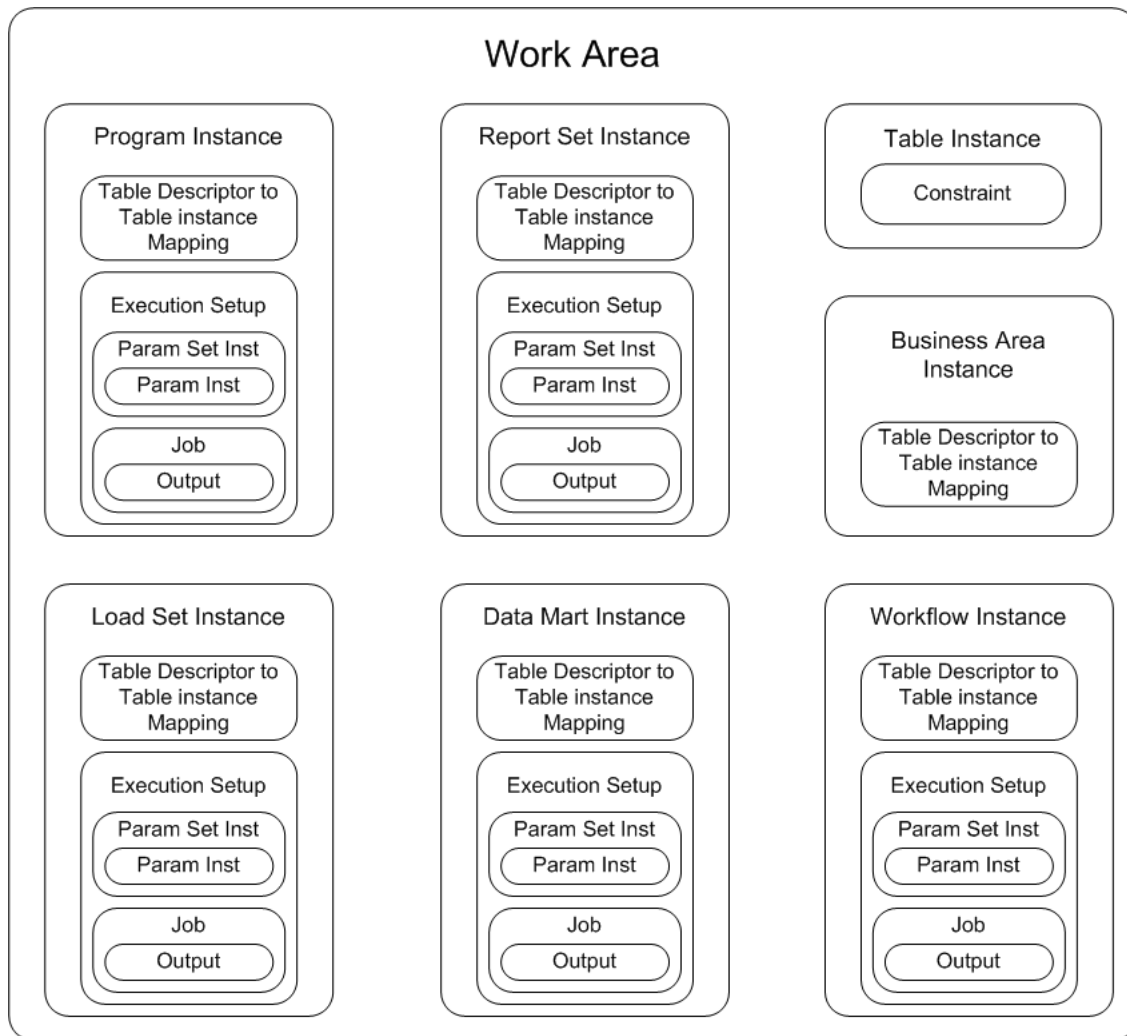 Work Area
Program Instance
Table Descriptor to
Table instance
Mapping
Execution Setup
Param Set Inst
Param Inst
Job
Output
Report Set Instance
Table Descriptor to
Table instance
Mapping
Execution Setup
Param Set Inst
Param Inst
Job
Output
Table Instance
Constraint
Business Area
Instance
Table Descriptor to
Table instance
Mapping
Load Set Instance
Table Descriptor to
Table instance
Mapping
Execution Setup
Param Set Inst
Param Inst
Job
Output
Data Mart Instance
Table Descriptor to
Table instance
Mapping
Execution Setup
Param Set Inst
Param Inst
Job
Output
Workflow Instance
Table Descriptor to
Table instance
Mapping
Execution Setup
Param Set Inst
Param Inst
Job
Output